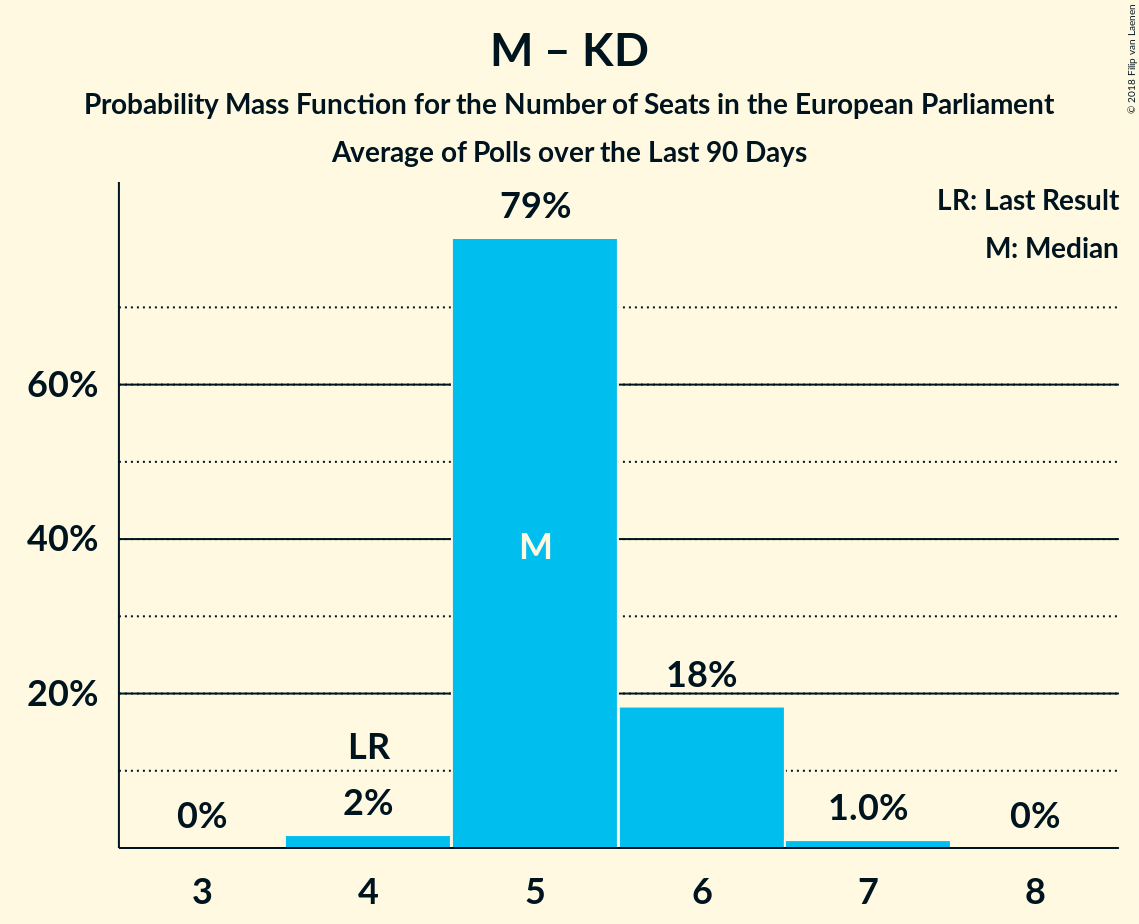 M – KD
Probability Mass Function for the Number of Seats in the European Parliament
Average of Polls over the Last 90 Days
© 2018 Filip van Laenen
LR: Last Result
M: Median
79%
60%
M
40%
18%
20%
LR
0%
2%
1.0%
0%
3
4
5
6
7
8